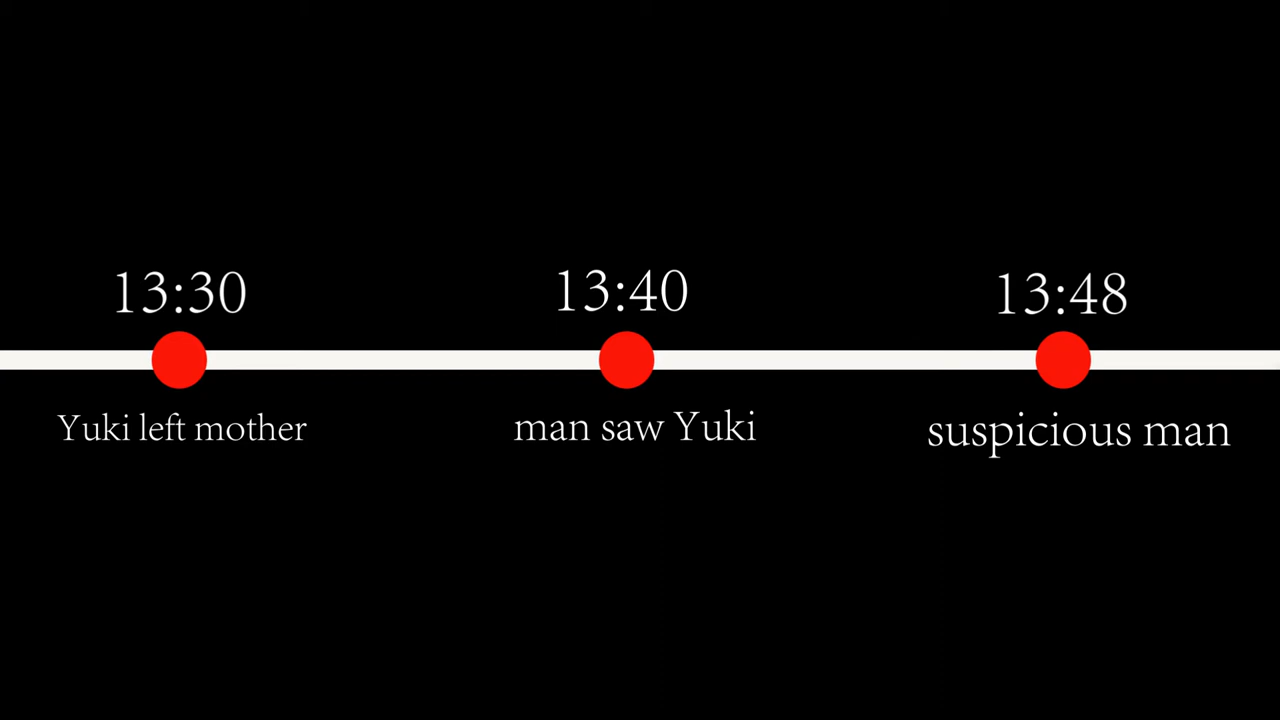 13:30
13:40
13:48
Yuki left mother
man saw Yuki
suspicious man